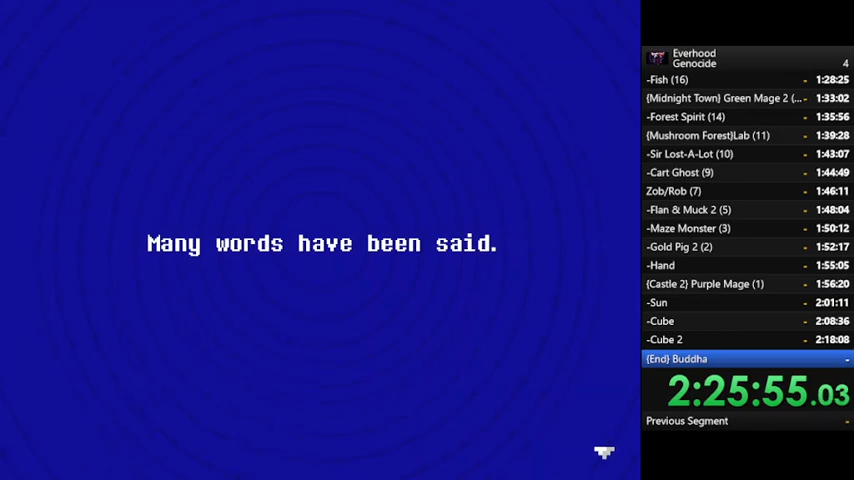 Many words have been said.
Everhood
Genocide 4
-Fish (16) - 1:28:25
{Midnight Town} Green Mage 2 (... - 1:33:02
-Forest Spirit (14) - 1:35:56
{Mushroom Forest}Lab (11) - 1:39:28
-Sir Lost-A-Lot (10) - 1:43:07
-Cart Ghost (9) - 1:44:49
Zob/Rob (7) - 1:46:11
-Flan & Muck 2 (5) - 1:48:04
-Maze Monster (3) - 1:50:12
-Gold Pig 2 (2) - 1:52:17
-Hand - 1:55:05
{Castle 2} Purple Mage (1) - 1:56:20
-Sun - 2:01:11
-Cube - 2:08:36
-Cube 2 - 2:18:08
{End} Buddha -
2:25:55.03
Previous Segment -